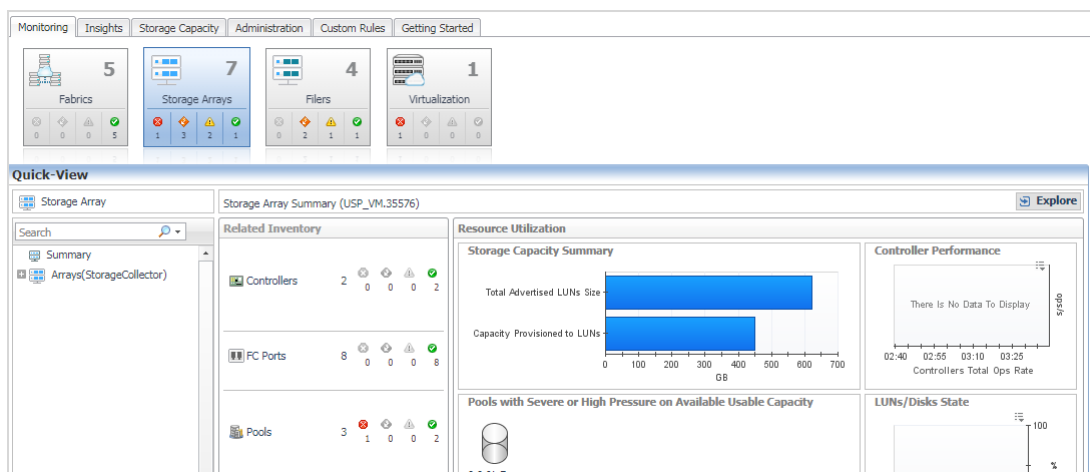 Monitoring Insights Storage Capacity Administration Custom Rules Getting Started
5 7 4 1
Fabrics Storage Arrays Filers Virtualization
0 0 0 5 1 3 2 1 0 2 1 1 1 0 0 0
Quick-View
Storage Array Storage Array Summary (USP_VM.35576) Explore
Search Related Inventory Resource Utilization
Summary Storage Capacity Summary Controller Performance
Arrays(StorageCollector)
Controllers 2 0 0 0 2
Total Advertised LUNs Size
There Is No Data To Display
ops/s
Capacity Provisioned to LUNs
FC Ports 8 0 0 0 8
0 100 200 300 400 500 600 700
GB
02:40 02:55 03:10 03:25
Controllers Total Ops Rate
Pools with Severe or High Pressure on Available Usable Capacity
LUNs/Disks State
Pools 3 1 0 0 2
100
%